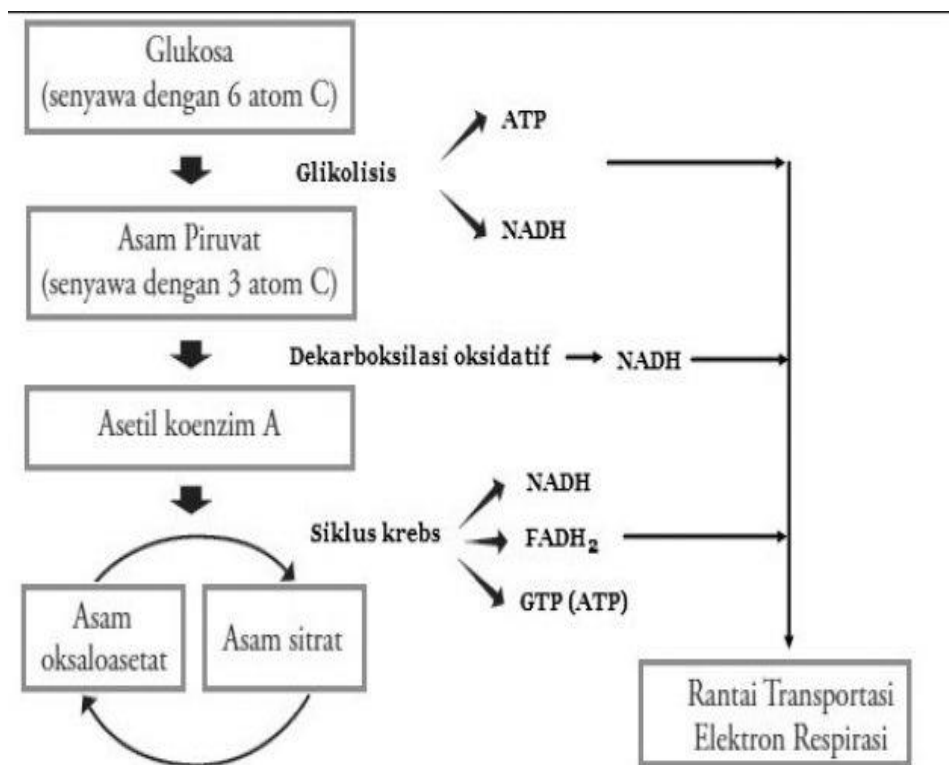 Glukosa
(senyawa dengan 6 atom C)
ATP
Glikolisis
NADH
Asam Piruvat
(senyawa dengan 3 atom C)
Dekarboksilasi oksidatif
NADH
Asetil koenzim A
NADH
Siklus krebs
FADH₂
GTP (ATP)
Asam
oksaloasetat
Asam sitrat
Rantai Transportasi
Elektron Respirasi